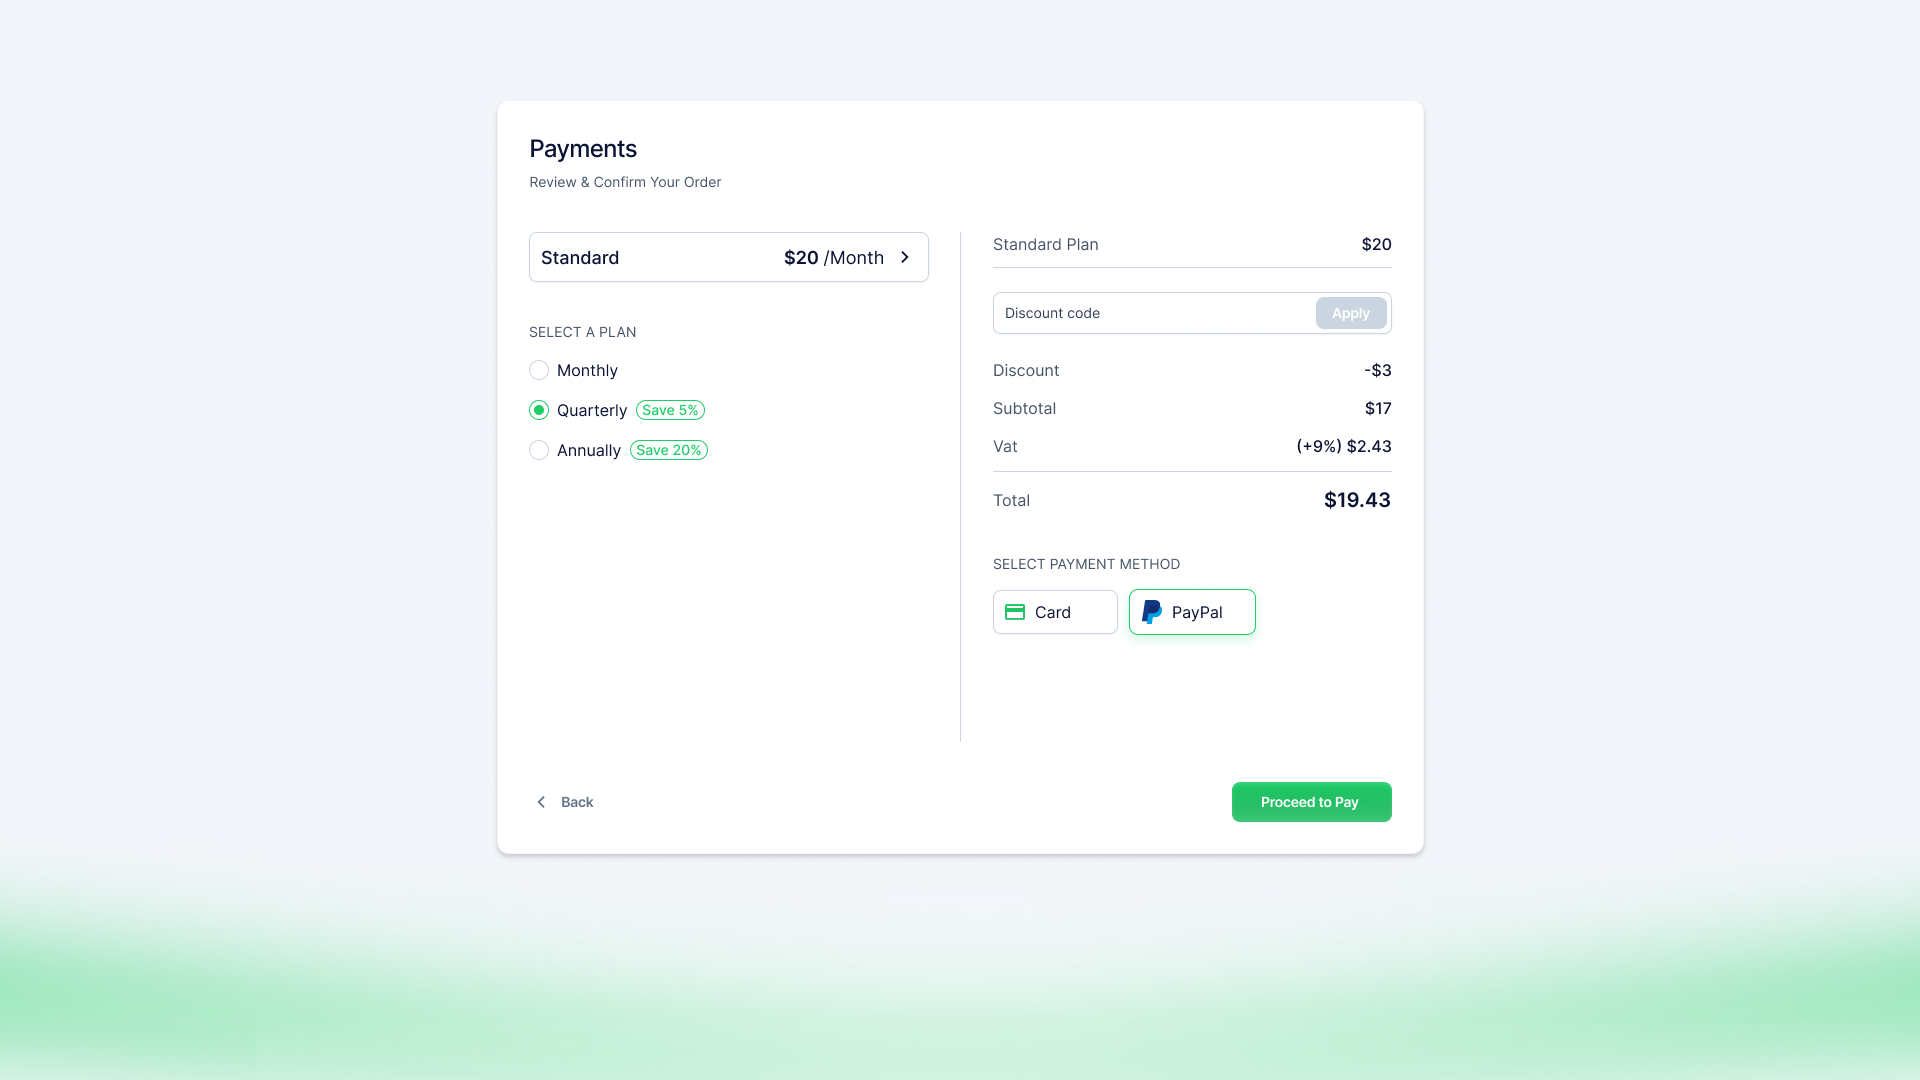 Payments
Review & Confirm Your Order
Standard $20 /Month
SELECT A PLAN
Monthly
Quarterly Save 5%
Annually Save 20%
Standard Plan $20
Discount code Apply
Discount -$3
Subtotal $17
Vat (+9%) $2.43
Total $19.43
SELECT PAYMENT METHOD
Card PayPal
Back Proceed to Pay